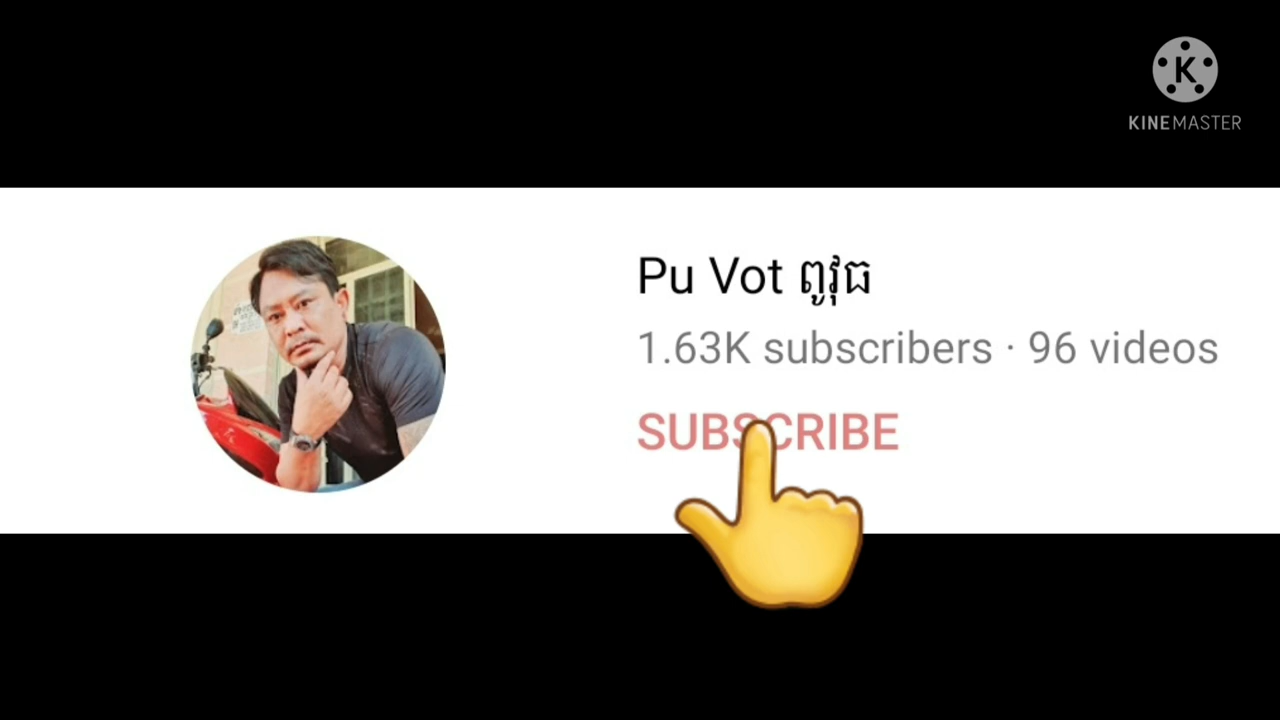 K
KINEMASTER
Pu Vot ពូវុធ
1.63K subscribers · 96 videos
SUBSCRIBE